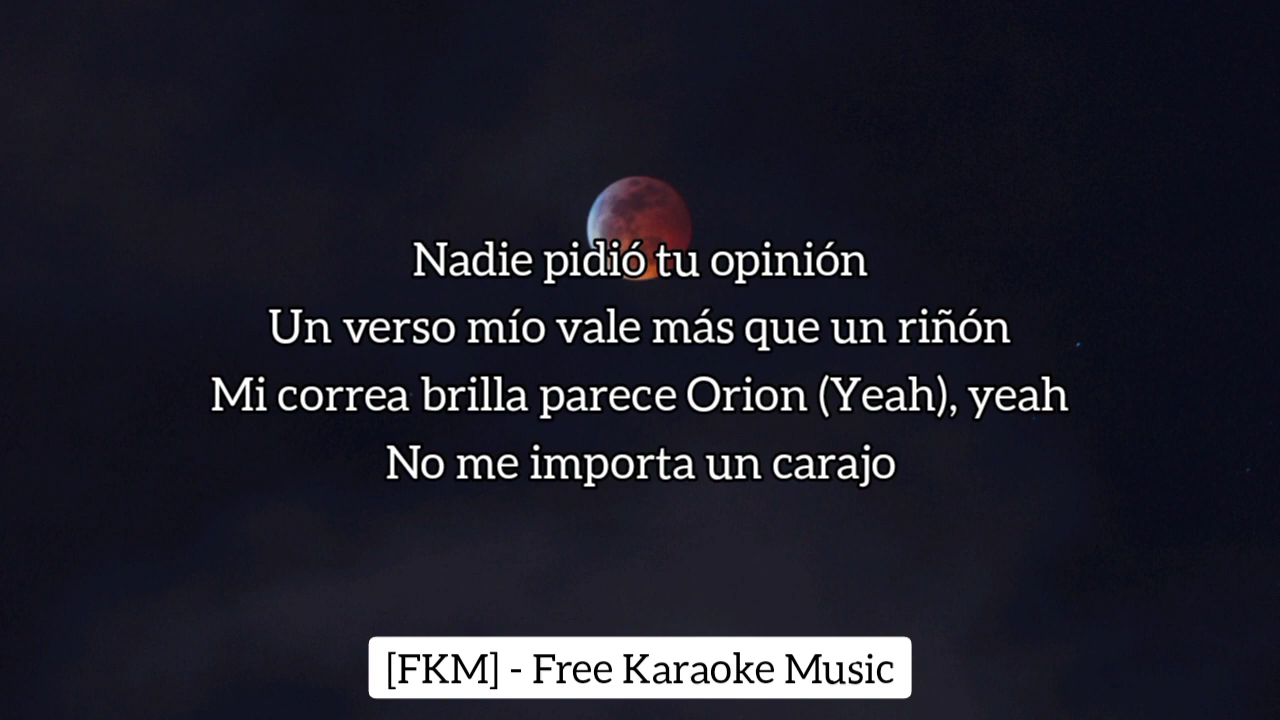 Nadie pidió tu opinión
Un verso mío vale más que un riñón
Mi correa brilla parece Orion (Yeah), yeah
No me importa un carajo
[FKM] - Free Karaoke Music